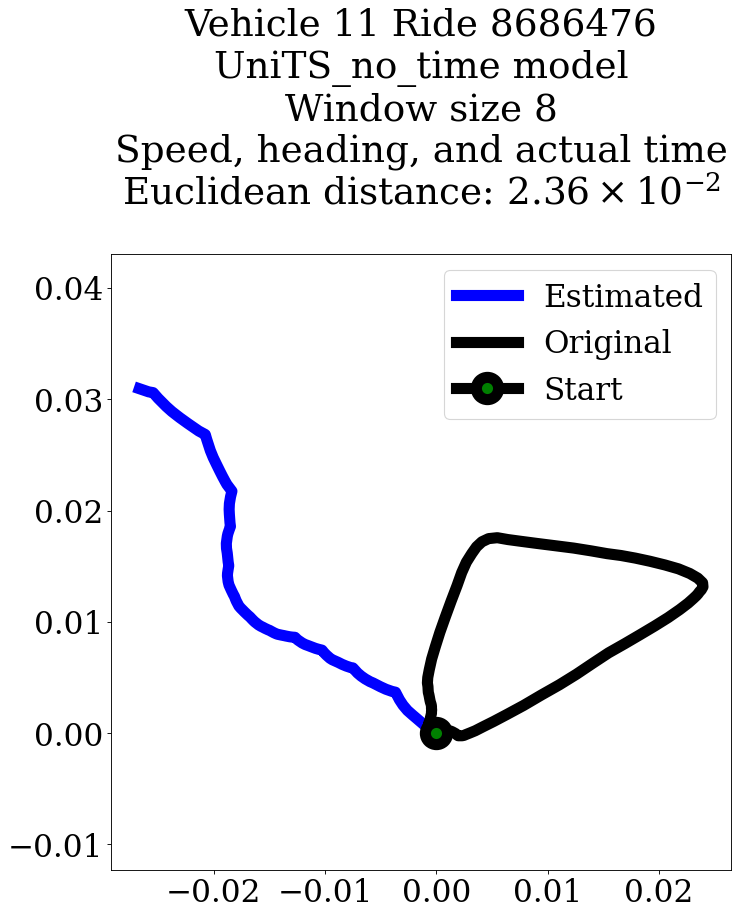 Vehicle 11 Ride 8686476
UniTS_no_time model
Window size 8
Speed, heading, and actual time
Euclidean distance: 2.36 × 10⁻²
Estimated
Original
Start
0.04
0.03
0.02
0.01
0.00
−0.01
−0.02
−0.01
0.00
0.01
0.02